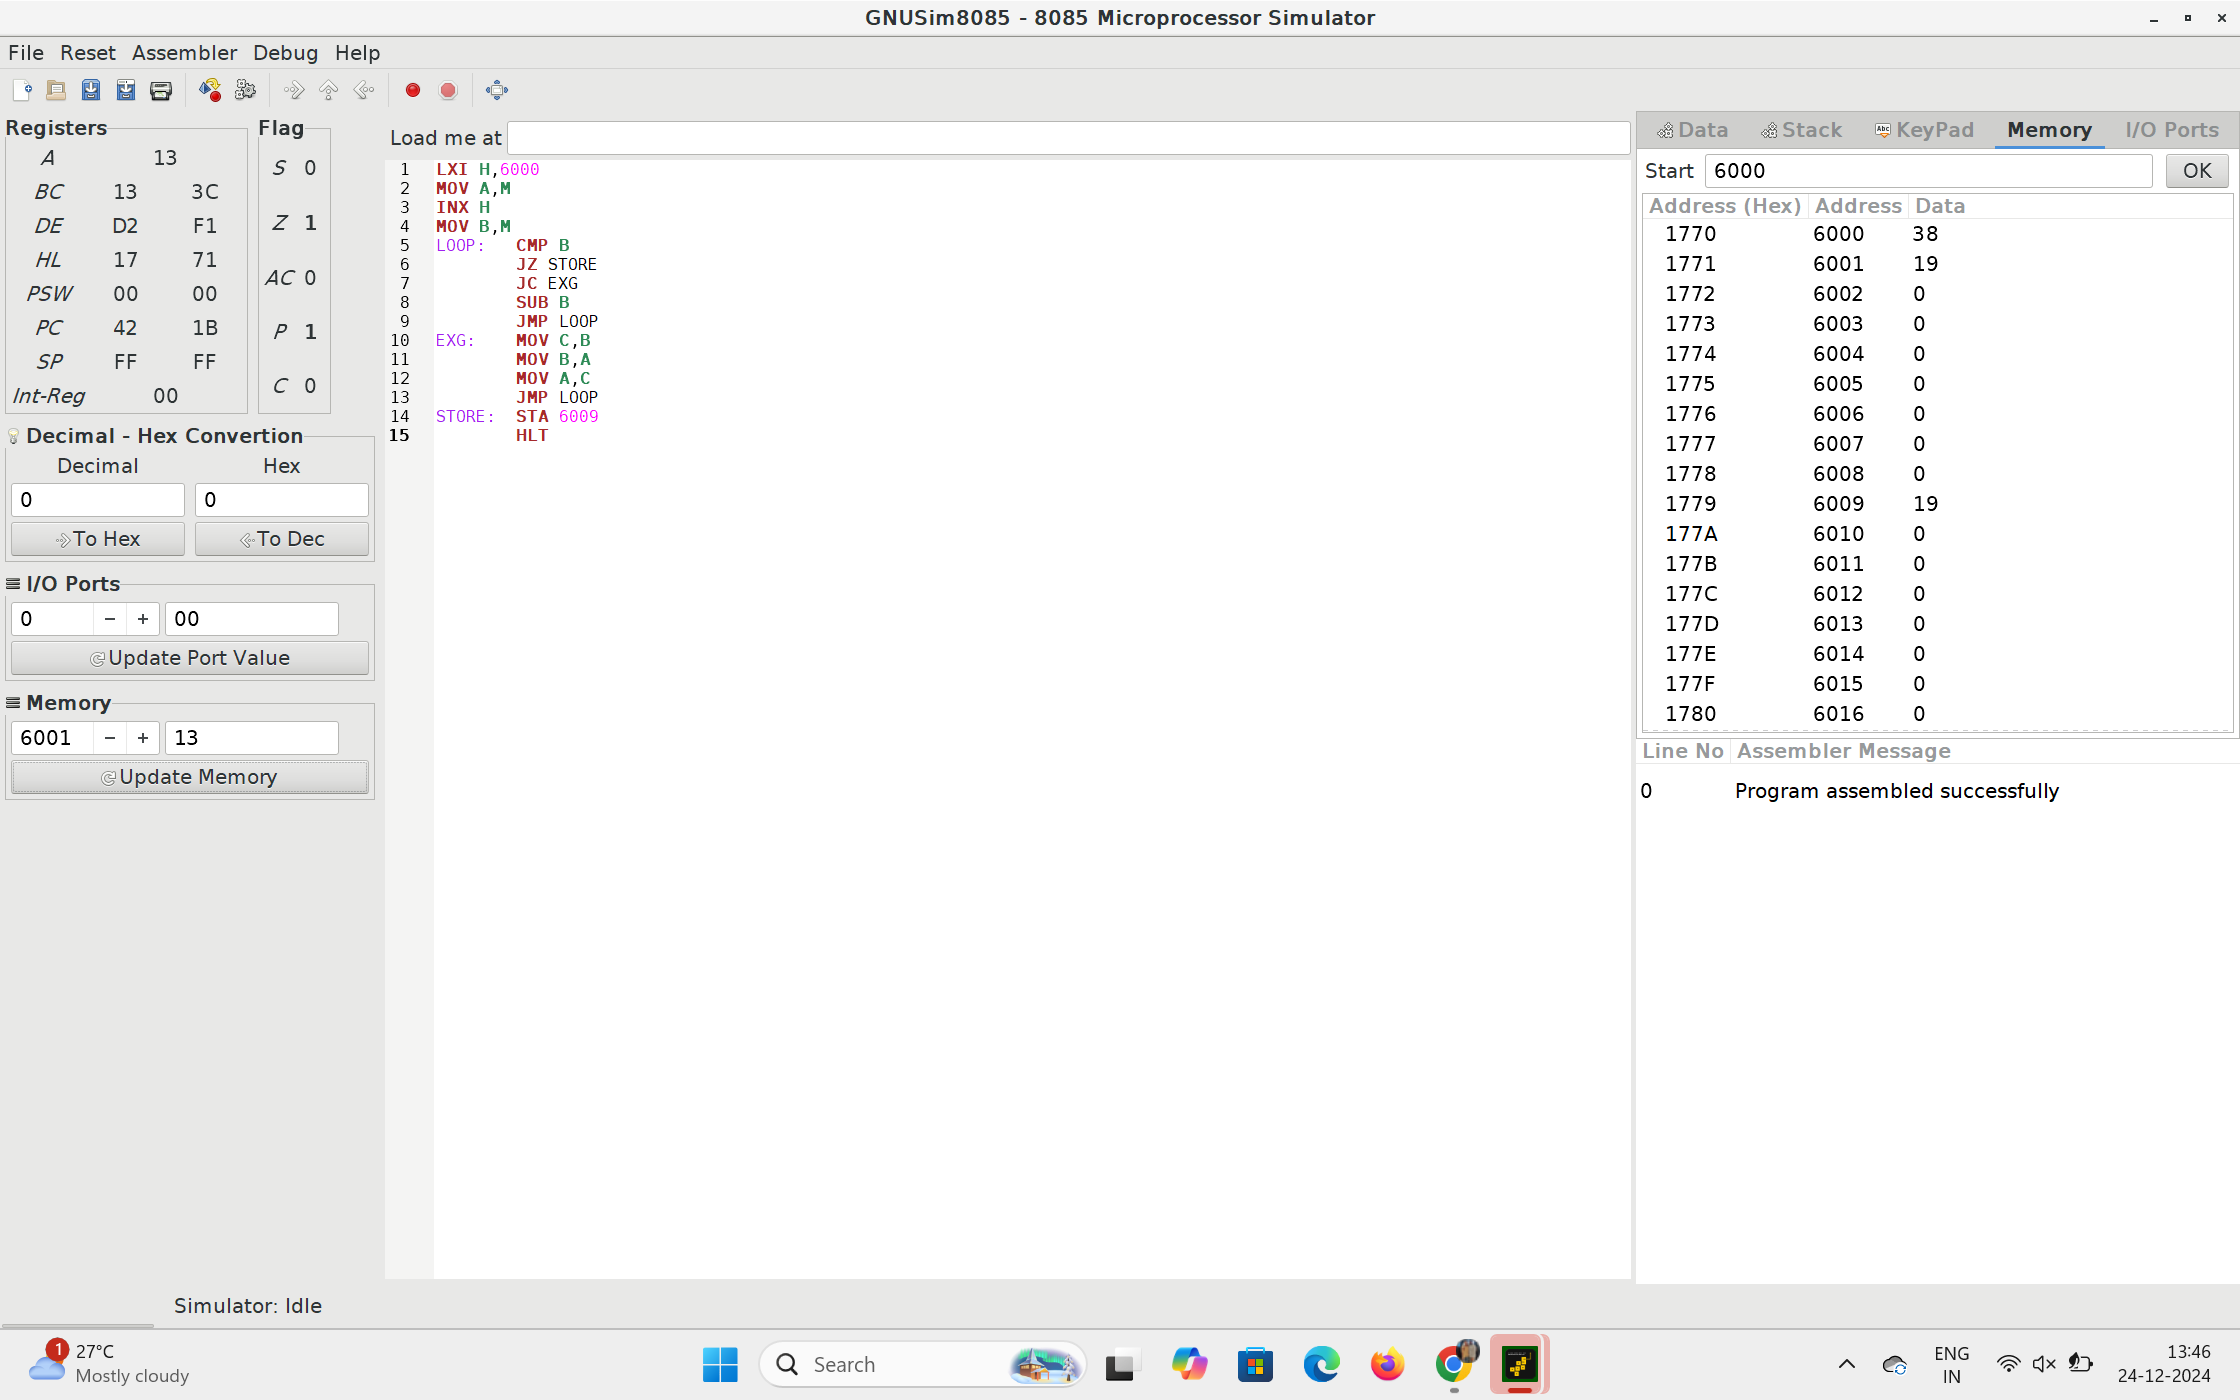 GNUSim8085 - 8085 Microprocessor Simulator
File Reset Assembler Debug Help
Registers
A 13
BC 13 3C
DE D2 F1
HL 17 71
PSW 00 00
PC 42 1B
SP FF FF
Int-Reg 00
Flag
S 0
Z 1
AC 0
P 1
C 0
Decimal - Hex Convertion
Decimal Hex
0 0
To Hex To Dec
I/O Ports
0 − + 00
Update Port Value
Memory
6001 − + 13
Update Memory
Load me at
1 LXI H,6000
2 MOV A,M
3 INX H
4 MOV B,M
5 LOOP: CMP B
6 JZ STORE
7 JC EXG
8 SUB B
9 JMP LOOP
10 EXG: MOV C,B
11 MOV B,A
12 MOV A,C
13 JMP LOOP
14 STORE: STA 6009
15 HLT
Data Stack KeyPad Memory I/O Ports
Start 6000 OK
Address (Hex) Address Data
1770 6000 38
1771 6001 19
1772 6002 0
1773 6003 0
1774 6004 0
1775 6005 0
1776 6006 0
1777 6007 0
1778 6008 0
1779 6009 19
177A 6010 0
177B 6011 0
177C 6012 0
177D 6013 0
177E 6014 0
177F 6015 0
1780 6016 0
Line No Assembler Message
0 Program assembled successfully
Simulator: Idle
1
27°C
Mostly cloudy
Search
ENG
IN
13:46
24-12-2024